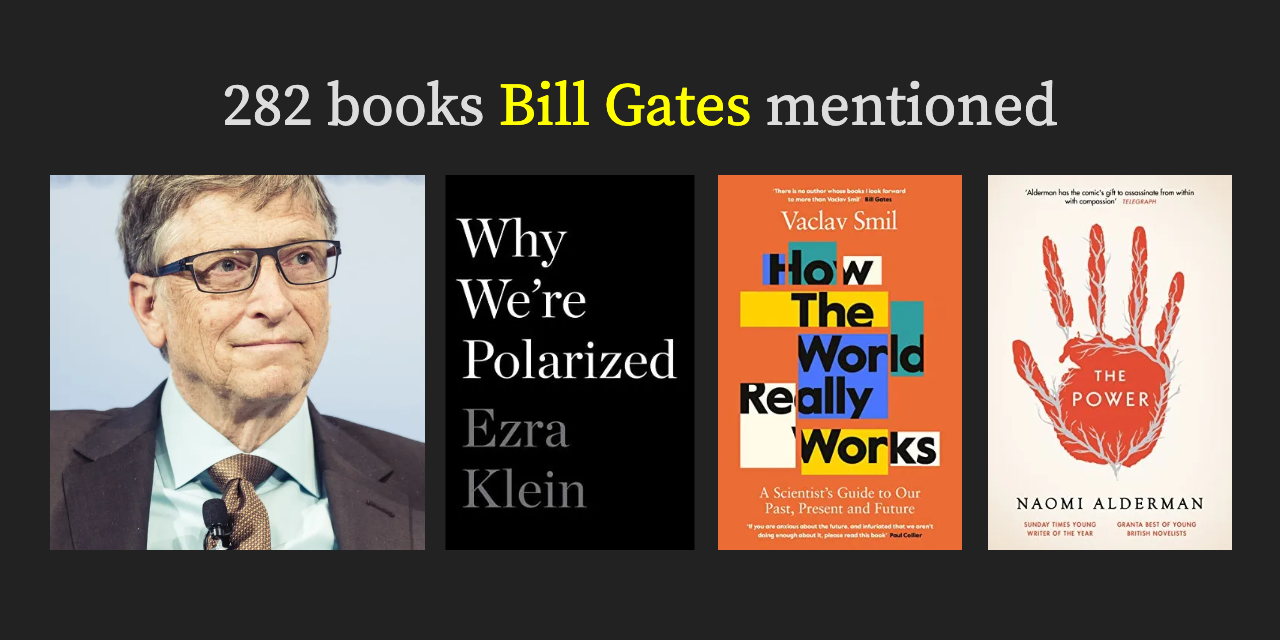 282 books Bill Gates mentioned
Why
We're
Polarized
Ezra
Klein
'There is no author whose books I look forward
to more than Vaclav Smil' Bill Gates
Vaclav Smil
How
The
World
Really
Works
A Scientist's Guide to Our
Past, Present and Future
"If you are anxious about the future, and infuriated that we aren't
doing enough about it, please read this book" Paul Collier
'Alderman has the comic's gift to assassinate from within
with compassion' TELEGRAPH
THE
POWER
NAOMI ALDERMAN
SUNDAY TIMES YOUNG
WRITER OF THE YEAR
GRANTA BEST OF YOUNG
BRITISH NOVELISTS